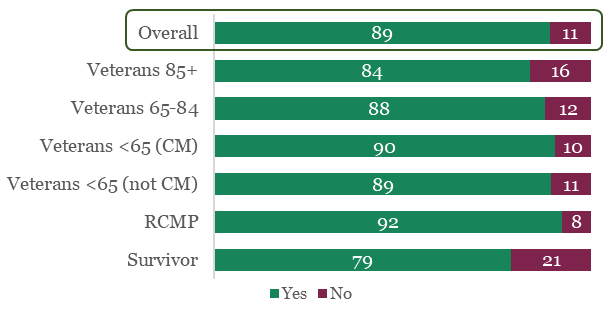 Overall 89 11
Veterans 85+ 84 16
Veterans 65-84 88 12
Veterans <65 (CM) 90 10
Veterans <65 (not CM) 89 11
RCMP 92 8
Survivor 79 21
Yes No